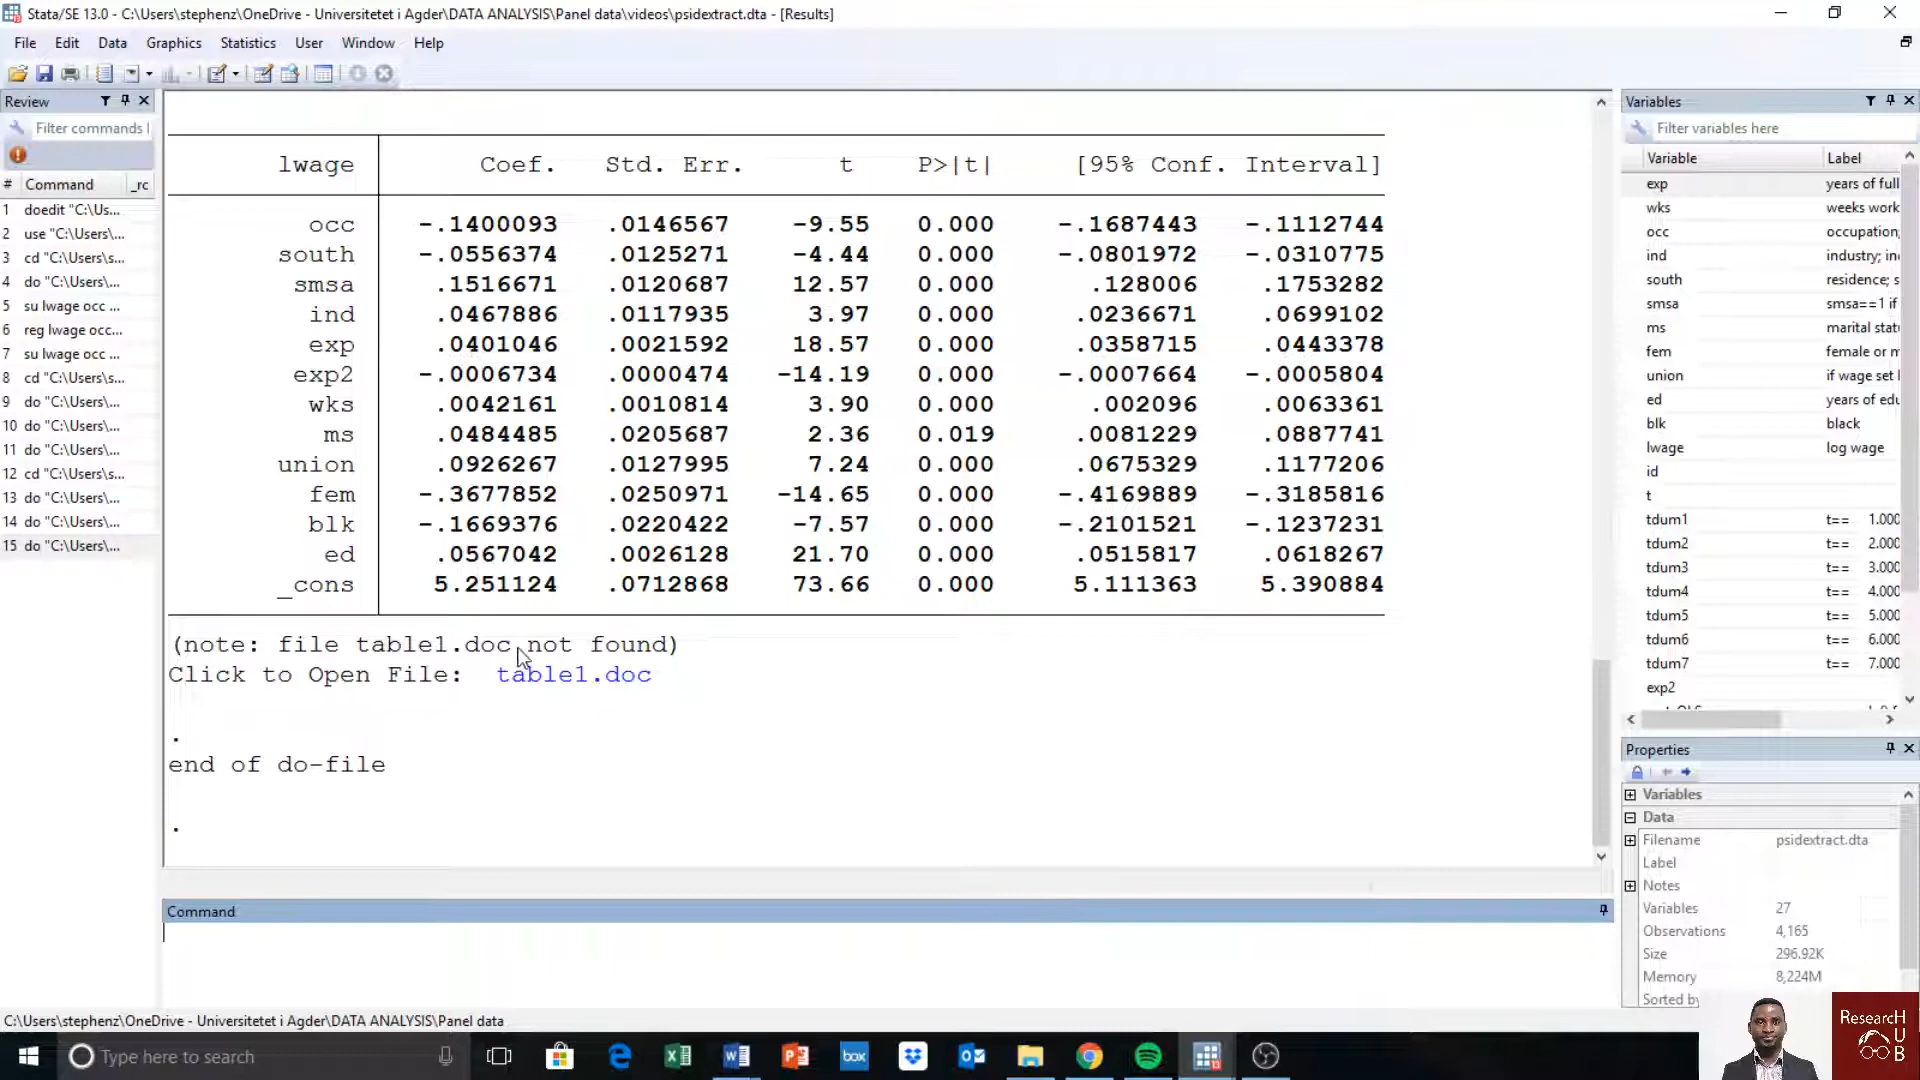 Stata/SE 13.0 - C:\Users\stephenz\OneDrive - Universitetet i Agder\DATA ANALYSIS\Panel data\videos\psidextract.dta - [Results]
File Edit Data Graphics Statistics User Window Help
Review
Filter commands
# Command _rc
1 doedit "C:\Us...
2 use "C:\Users\...
3 cd "C:\Users\s...
4 do "C:\Users\...
5 su lwage occ ...
6 reg lwage occ...
7 su lwage occ ...
8 cd "C:\Users\s...
9 do "C:\Users\...
10 do "C:\Users\...
11 do "C:\Users\...
12 cd "C:\Users\s...
13 do "C:\Users\...
14 do "C:\Users\...
15 do "C:\Users\...
lwage Coef. Std. Err. t P>|t| [95% Conf. Interval]
occ -.1400093 .0146567 -9.55 0.000 -.1687443 -.1112744
south -.0556374 .0125271 -4.44 0.000 -.0801972 -.0310775
smsa .1516671 .0120687 12.57 0.000 .128006 .1753282
ind .0467886 .0117935 3.97 0.000 .0236671 .0699102
exp .0401046 .0021592 18.57 0.000 .0358715 .0443378
exp2 -.0006734 .0000474 -14.19 0.000 -.0007664 -.0005804
wks .0042161 .0010814 3.90 0.000 .002096 .0063361
ms .0484485 .0205687 2.36 0.019 .0081229 .0887741
union .0926267 .0127995 7.24 0.000 .0675329 .1177206
fem -.3677852 .0250971 -14.65 0.000 -.4169889 -.3185816
blk -.1669376 .0220422 -7.57 0.000 -.2101521 -.1237231
ed .0567042 .0026128 21.70 0.000 .0515817 .0618267
_cons 5.251124 .0712868 73.66 0.000 5.111363 5.390884
(note: file table1.doc not found)
Click to Open File: table1.doc
.
end of do-file
.
Command
Variables
Filter variables here
Variable Label
exp years of full
wks weeks work
occ occupation;
ind industry; in
south residence; s
smsa smsa==1 if
ms marital stat
fem female or m
union if wage set
ed years of edu
blk black
lwage log wage
id
t
tdum1 t== 1.000
tdum2 t== 2.000
tdum3 t== 3.000
tdum4 t== 4.000
tdum5 t== 5.000
tdum6 t== 6.000
tdum7 t== 7.000
exp2
Properties
Variables
Data
Filename psidextract.dta
Label
Notes
Variables 27
Observations 4,165
Size 296.92K
Memory 8,224M
Sorted by
C:\Users\stephenz\OneDrive - Universitetet i Agder\DATA ANALYSIS\Panel data
Type here to search
box
ResearcH
UB